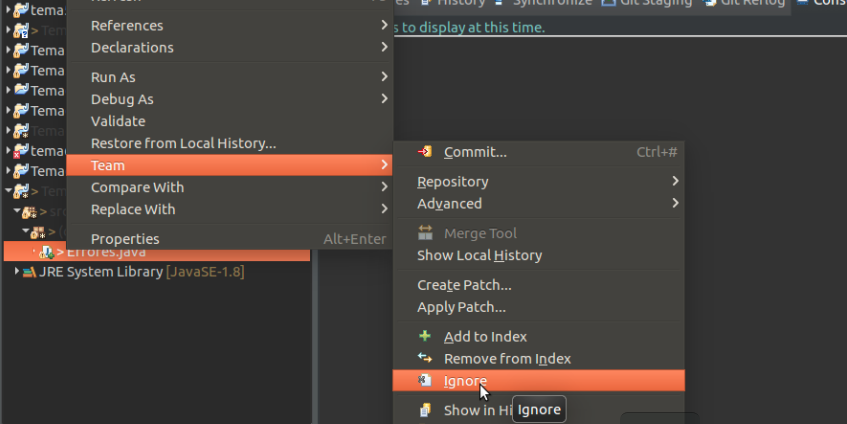 tema
History
Synchronize
Git Staging
Git Reflog
Cons
s to display at this time.
> Tem
Tema
Tema
Tema
Tema
Tema
tema
Tema
> Tem
> src
> Errores.java
JRE System Library [JavaSE-1.8]
References
Declarations
Run As
Debug As
Validate
Restore from Local History...
Team
Compare With
Replace With
Properties Alt+Enter
Commit... Ctrl+#
Repository
Advanced
Merge Tool
Show Local History
Create Patch...
Apply Patch...
Add to Index
Remove from Index
Ignore
Show in Hi
Ignore